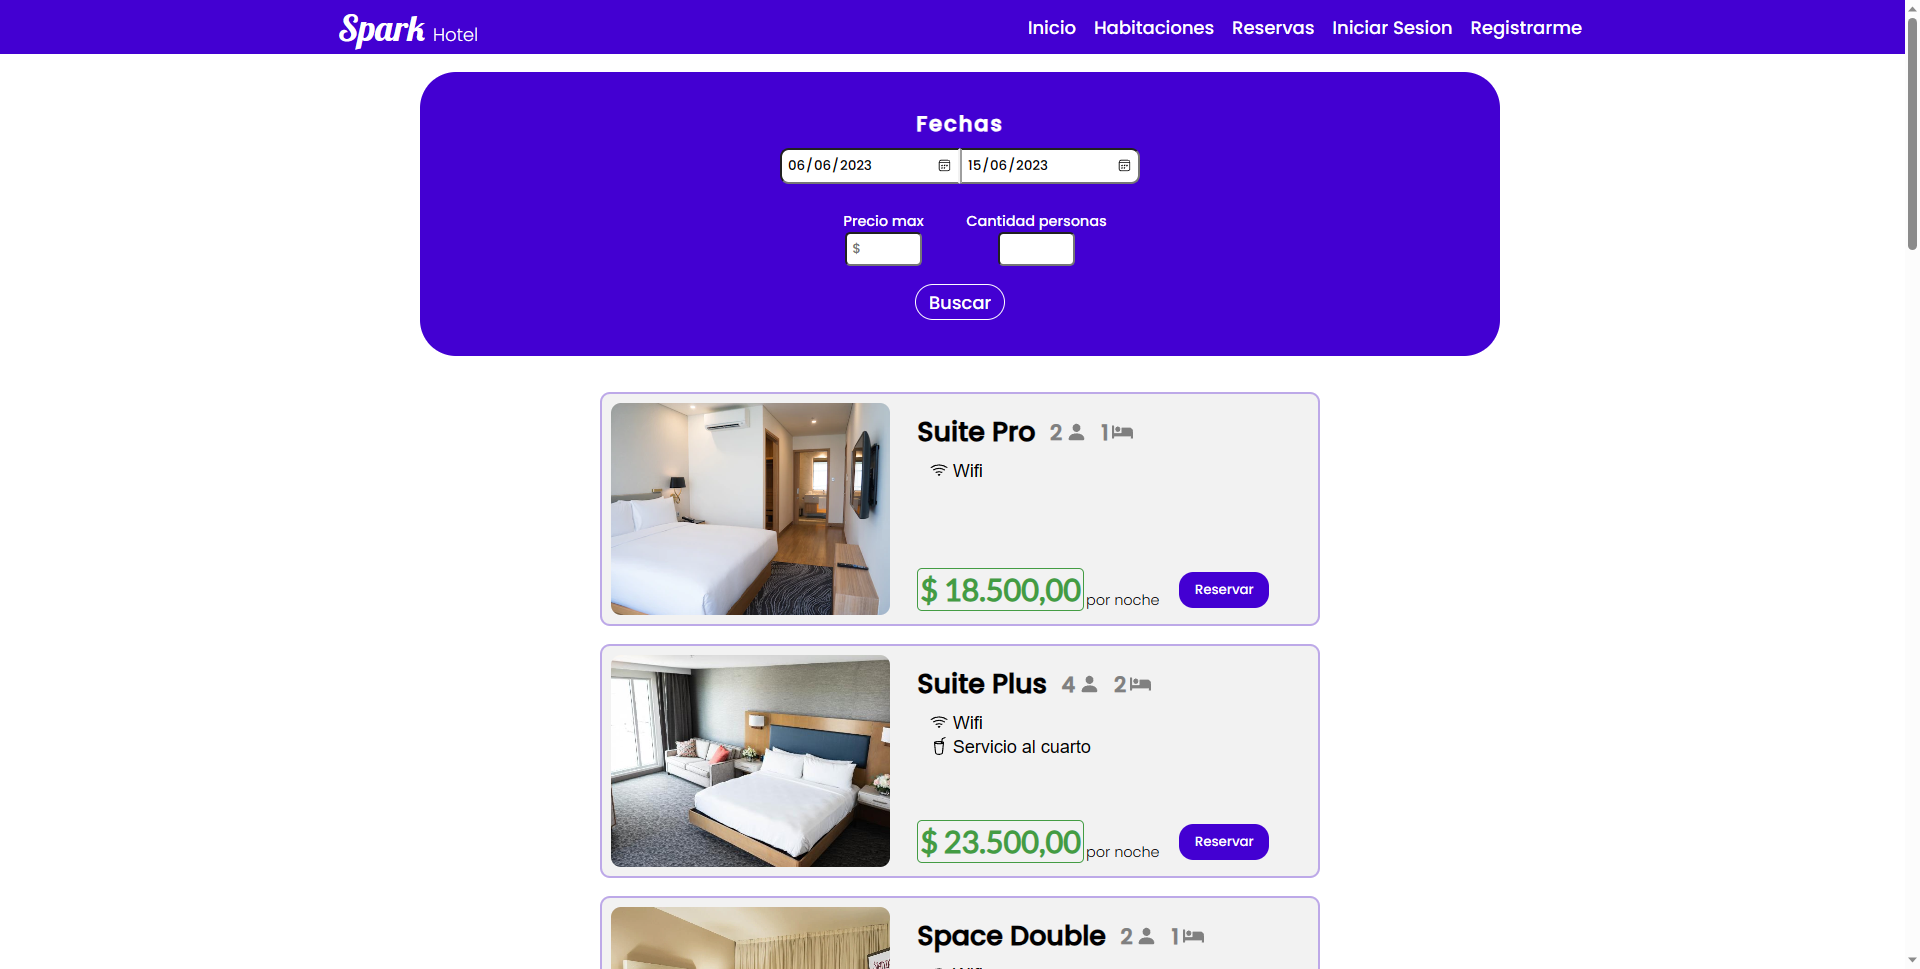 Spark Hotel
Inicio Habitaciones Reservas Iniciar Sesion Registrarme
Fechas
06/06/2023 15/06/2023
Precio max Cantidad personas
$
Buscar
Suite Pro 2 1
Wifi
$ 18.500,00 por noche Reservar
Suite Plus 4 2
Wifi
Servicio al cuarto
$ 23.500,00 por noche Reservar
Space Double 2 1
Wifi